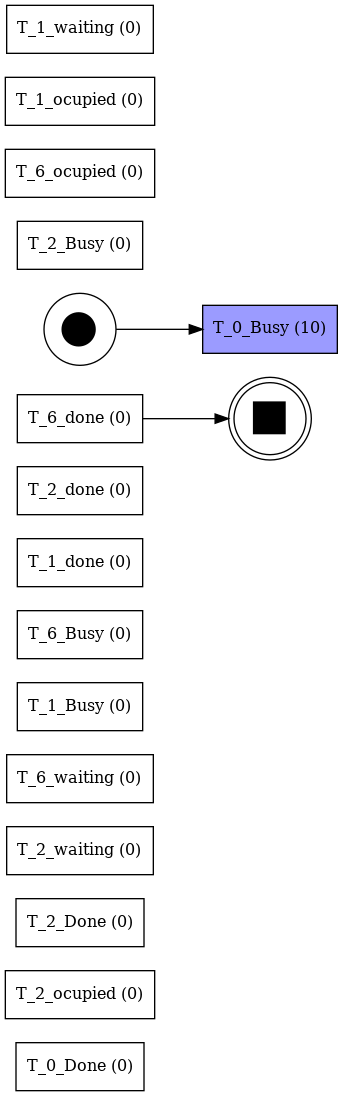 T_1_waiting (0)
T_1_ocupied (0)
T_6_ocupied (0)
T_2_Busy (0)
T_0_Busy (10)
T_6_done (0)
T_2_done (0)
T_1_done (0)
T_6_Busy (0)
T_1_Busy (0)
T_6_waiting (0)
T_2_waiting (0)
T_2_Done (0)
T_2_ocupied (0)
T_0_Done (0)